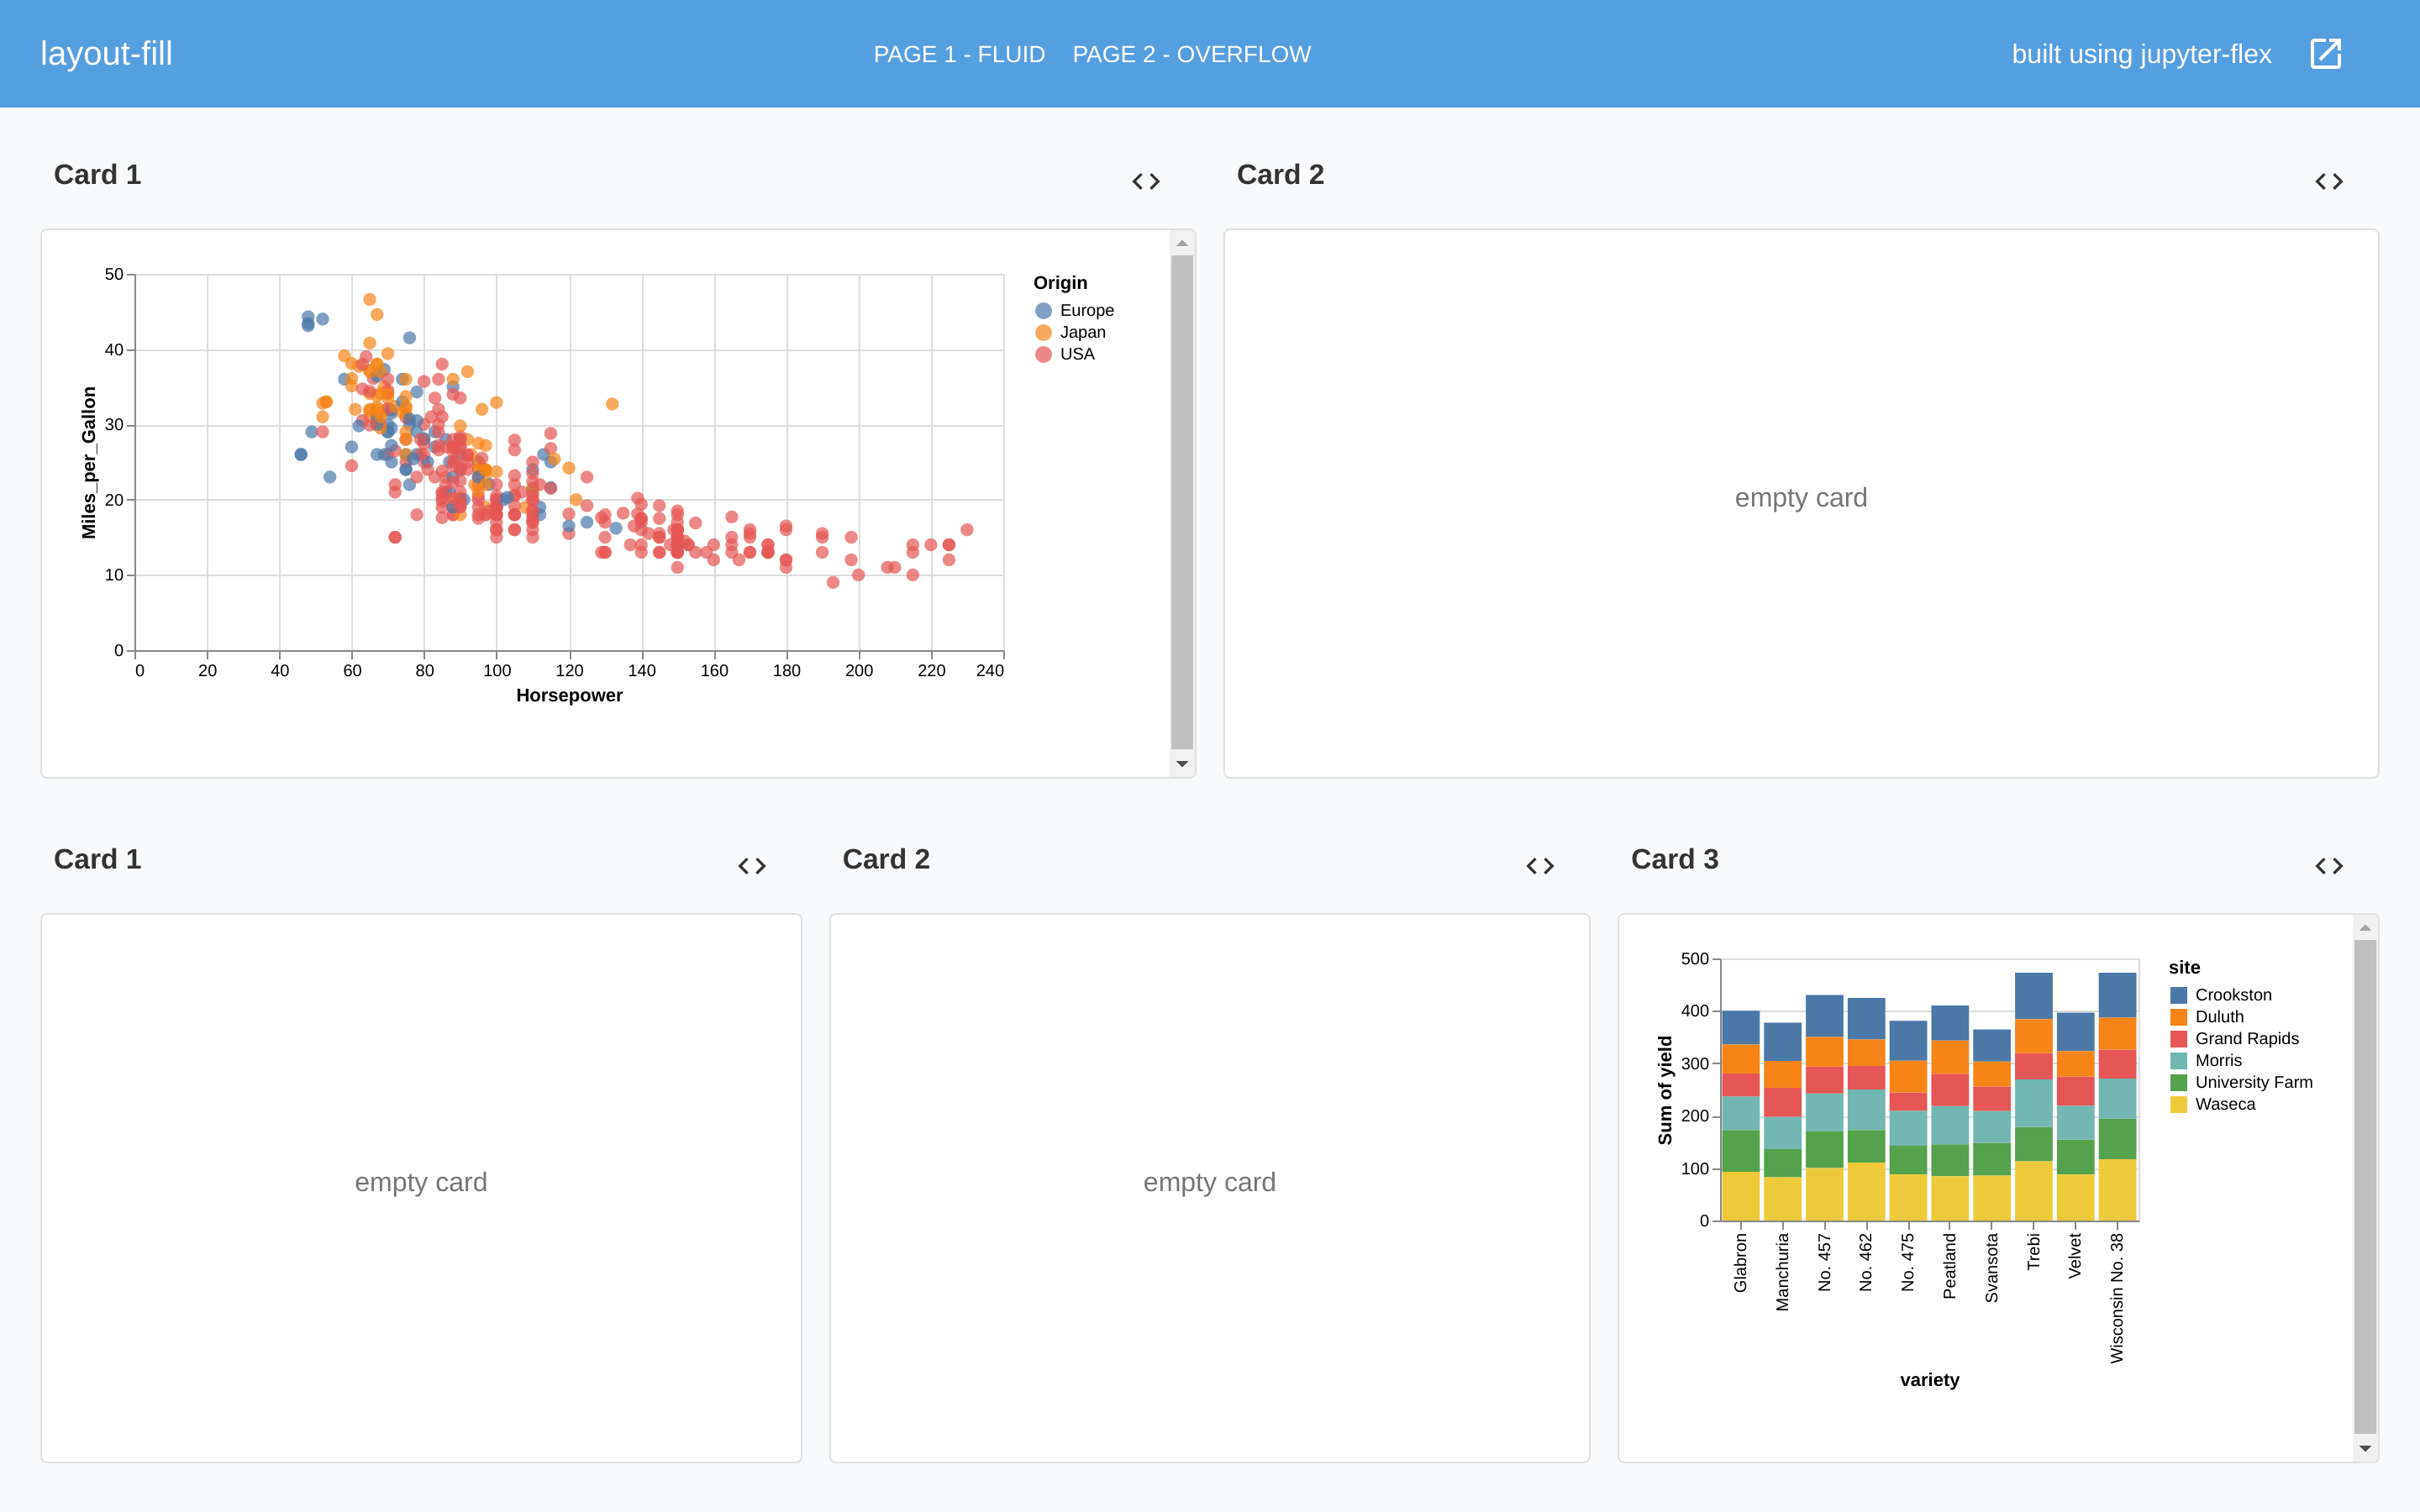 layout-fill
PAGE 1 - FLUID
PAGE 2 - OVERFLOW
built using jupyter-flex
Card 1
Card 2
50
40
30
20
10
0
Miles_per_Gallon
0 20 40 60 80 100 120 140 160 180 200 220 240
Horsepower
Origin
Europe
Japan
USA
empty card
Card 1
Card 2
Card 3
empty card
empty card
500
400
300
200
100
0
Sum of yield
Glabron
Manchuria
No. 457
No. 462
No. 475
Peatland
Svansota
Trebi
Velvet
Wisconsin No. 38
variety
site
Crookston
Duluth
Grand Rapids
Morris
University Farm
Waseca